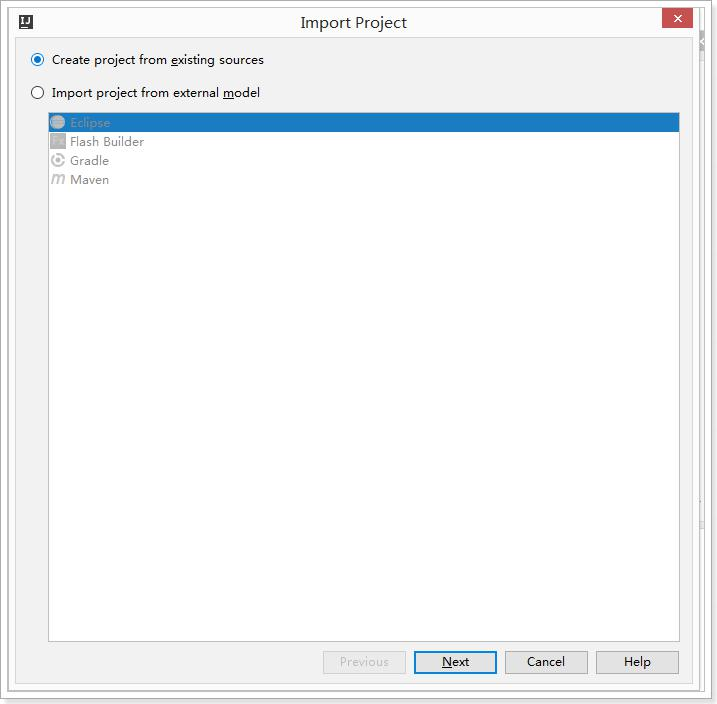 IJ
Import Project
Create project from existing sources
Import project from external model
Eclipse
Fx Flash Builder
Gradle
m Maven
Previous Next Cancel Help